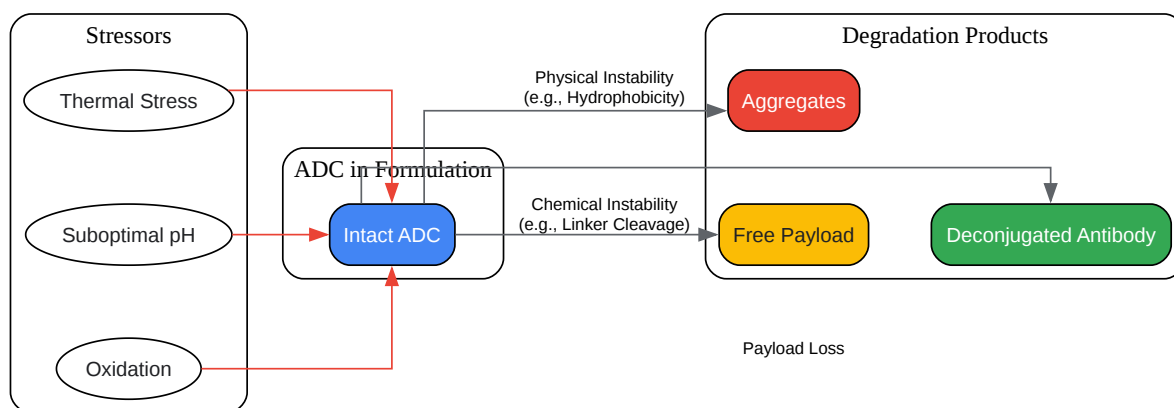 Stressors
Thermal Stress
Suboptimal pH
Oxidation
ADC in Formulation
Intact ADC
Physical Instability
(e.g., Hydrophobicity)
Chemical Instability
(e.g., Linker Cleavage)
Degradation Products
Aggregates
Free Payload
Deconjugated Antibody
Payload Loss